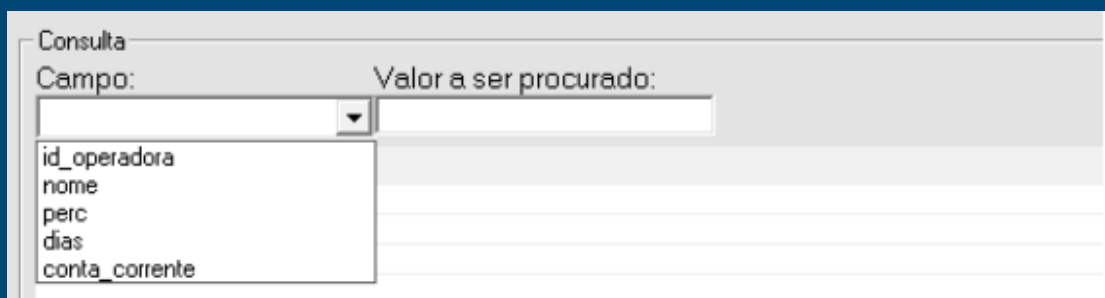 Consulta
Campo: Valor a ser procurado:
id_operadora
nome
perc
dias
conta_corrente